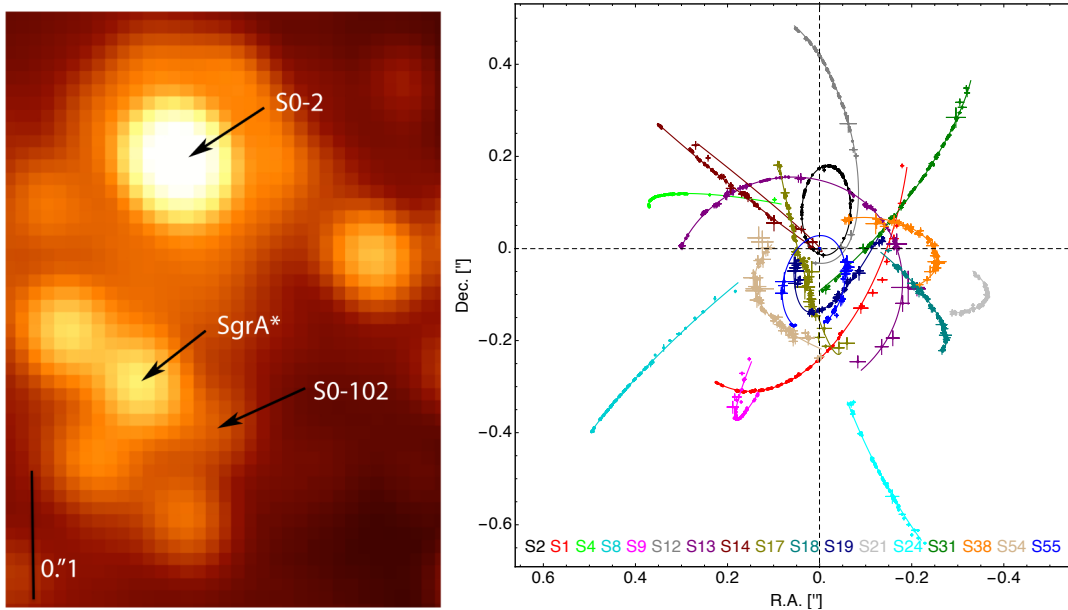 S0-2
SgrA*
S0-102
0."1
Dec. ["]
0.4
0.2
0
−0.2
−0.4
−0.6
S2 S1 S4 S8 S9 S12 S13 S14 S17 S18 S19 S21 S24 S31 S38 S54 S55
0.6 0.4 0.2 0.0 −0.2 −0.4
R.A. ["]